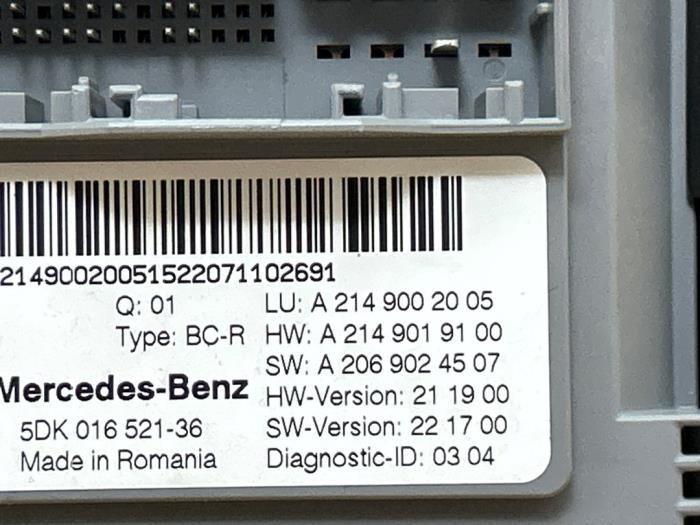 21490020051522071102691
Q: 01
LU: A 214 900 20 05
Type: BC-R
HW: A 214 901 91 00
SW: A 206 902 45 07
Mercedes-Benz
HW-Version: 21 19 00
5DK 016 521-36
SW-Version: 22 17 00
Made in Romania
Diagnostic-ID: 03 04